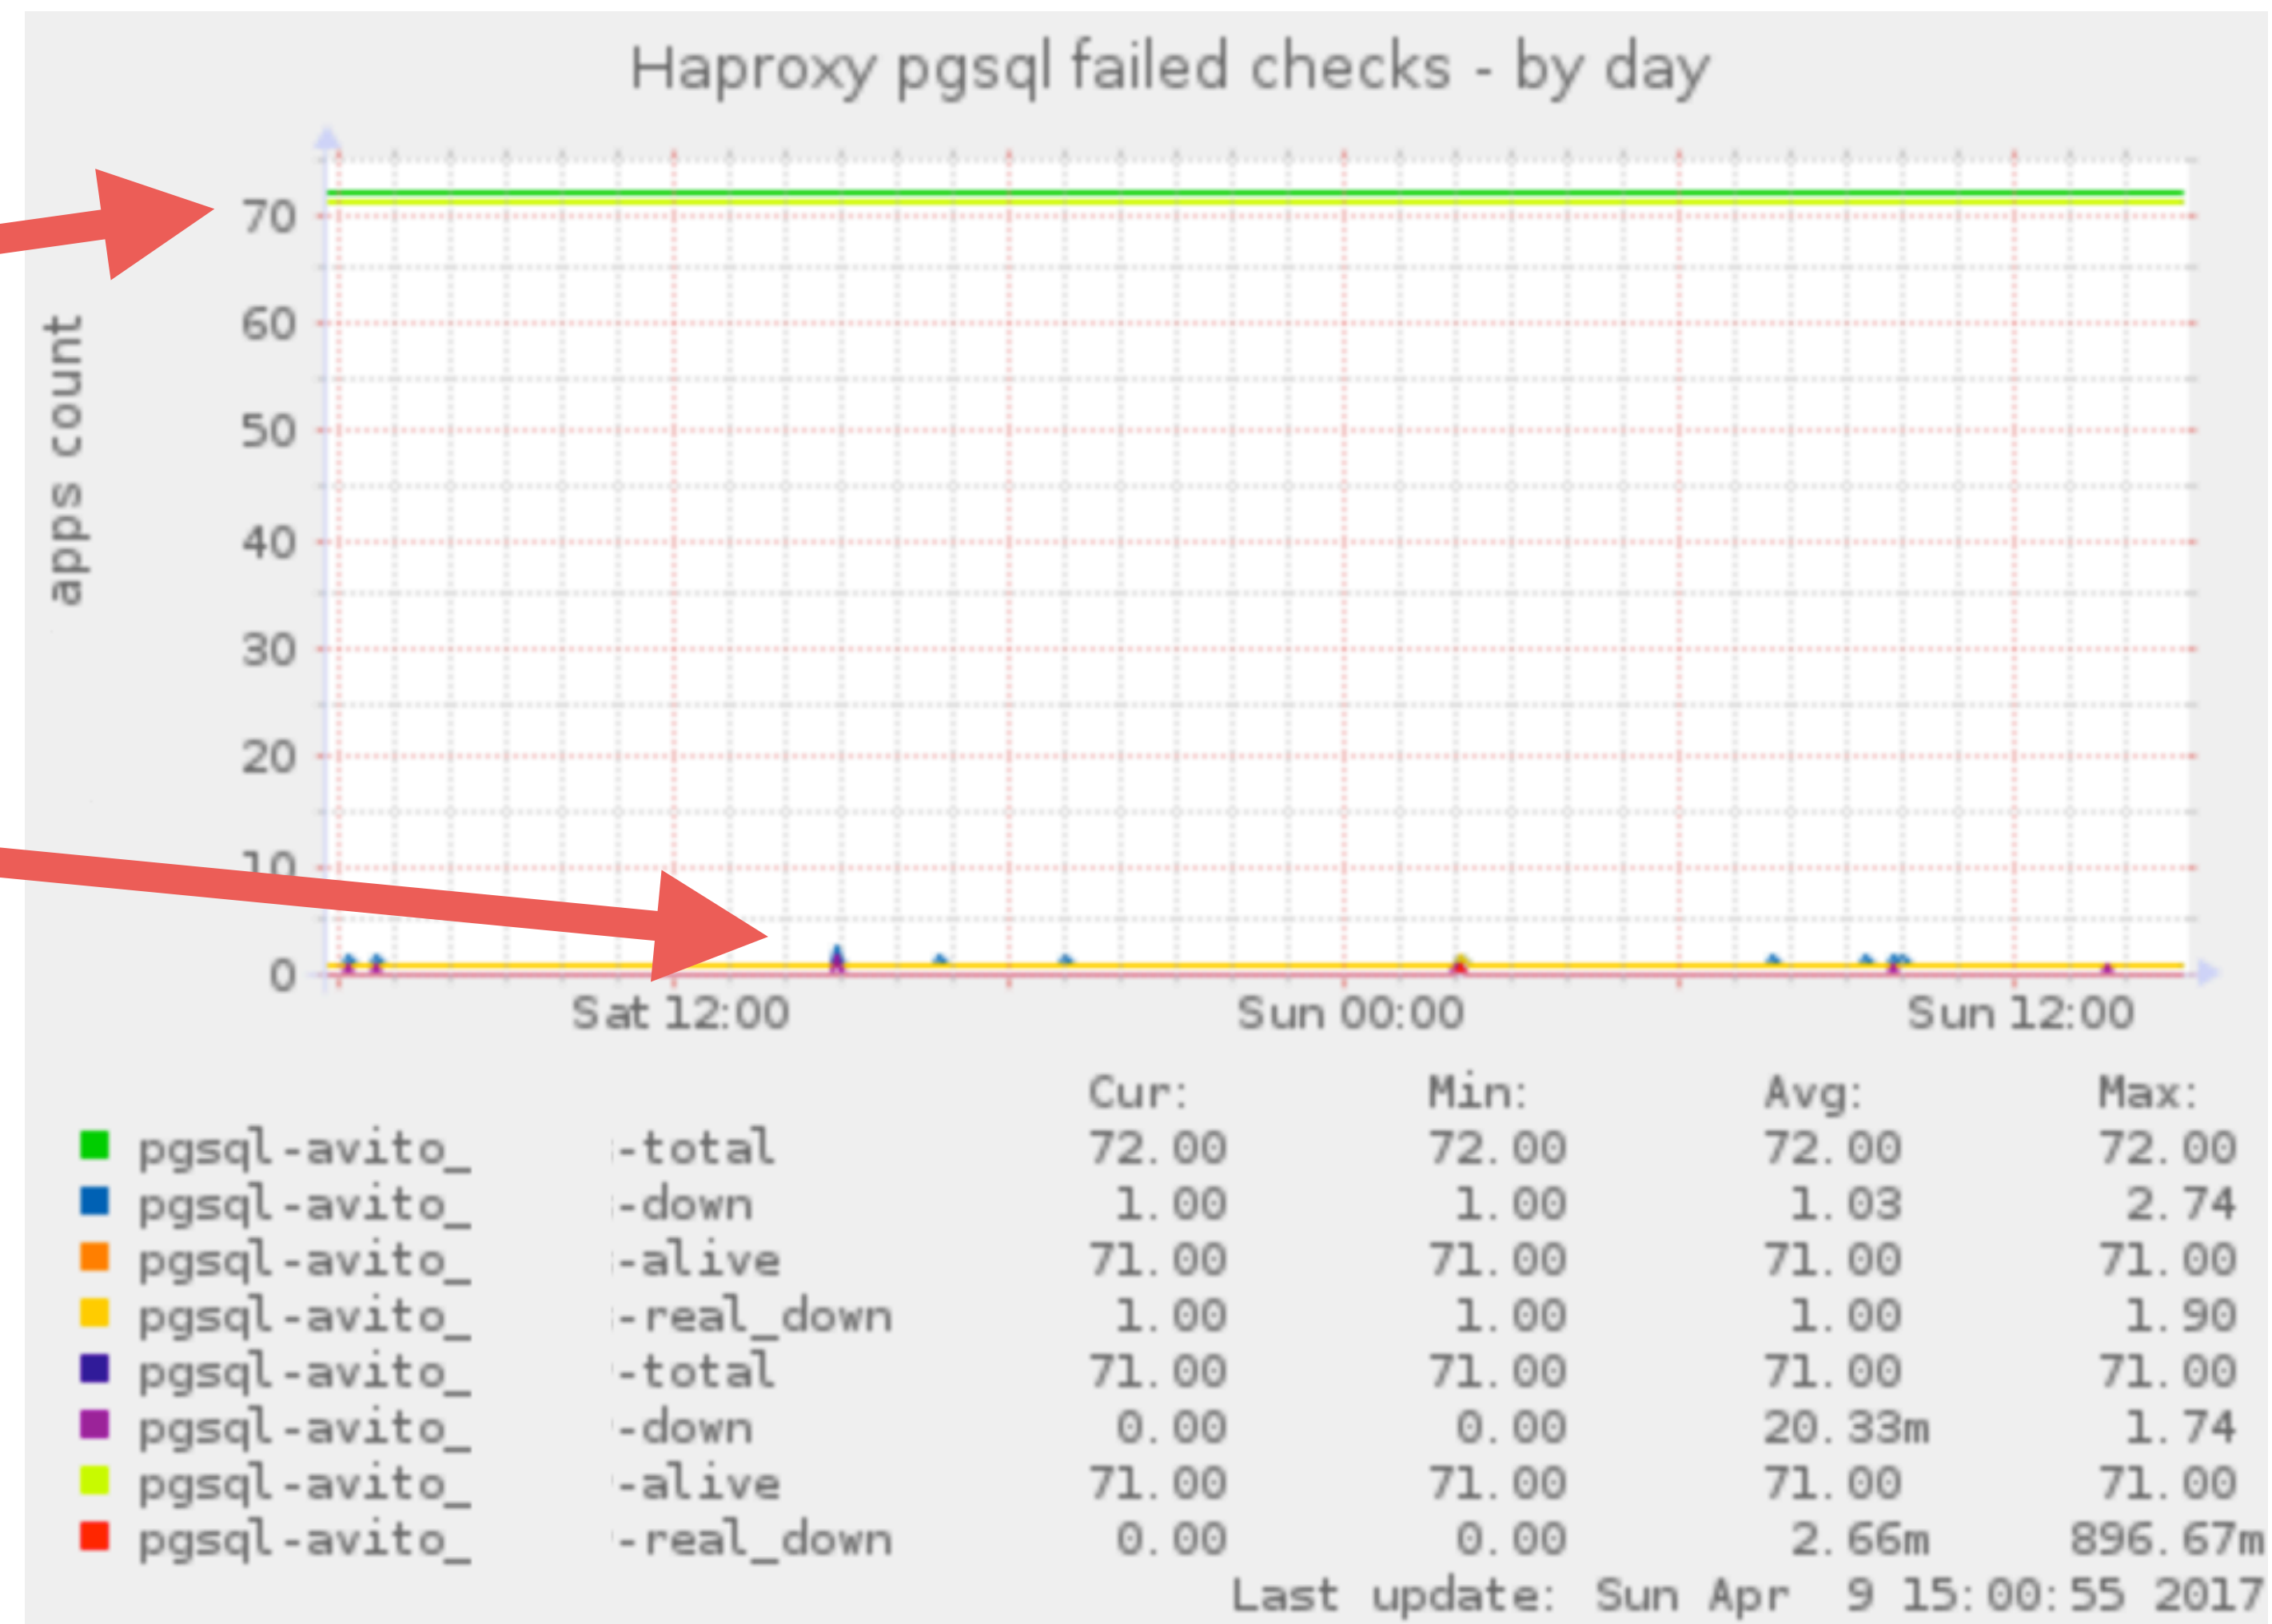 Haproxy pgsql failed checks - by day
apps count
70
60
50
40
30
20
10
0
Sat 12:00 Sun 00:00 Sun 12:00
Cur: Min: Avg: Max:
pgsql-avito_ -total 72.00 72.00 72.00 72.00
pgsql-avito_ -down 1.00 1.00 1.03 2.74
pgsql-avito_ -alive 71.00 71.00 71.00 71.00
pgsql-avito_ -real_down 1.00 1.00 1.00 1.90
pgsql-avito_ -total 71.00 71.00 71.00 71.00
pgsql-avito_ -down 0.00 0.00 20.33m 1.74
pgsql-avito_ -alive 71.00 71.00 71.00 71.00
pgsql-avito_ -real_down 0.00 0.00 2.66m 896.67m
Last update: Sun Apr 9 15:00:55 2017